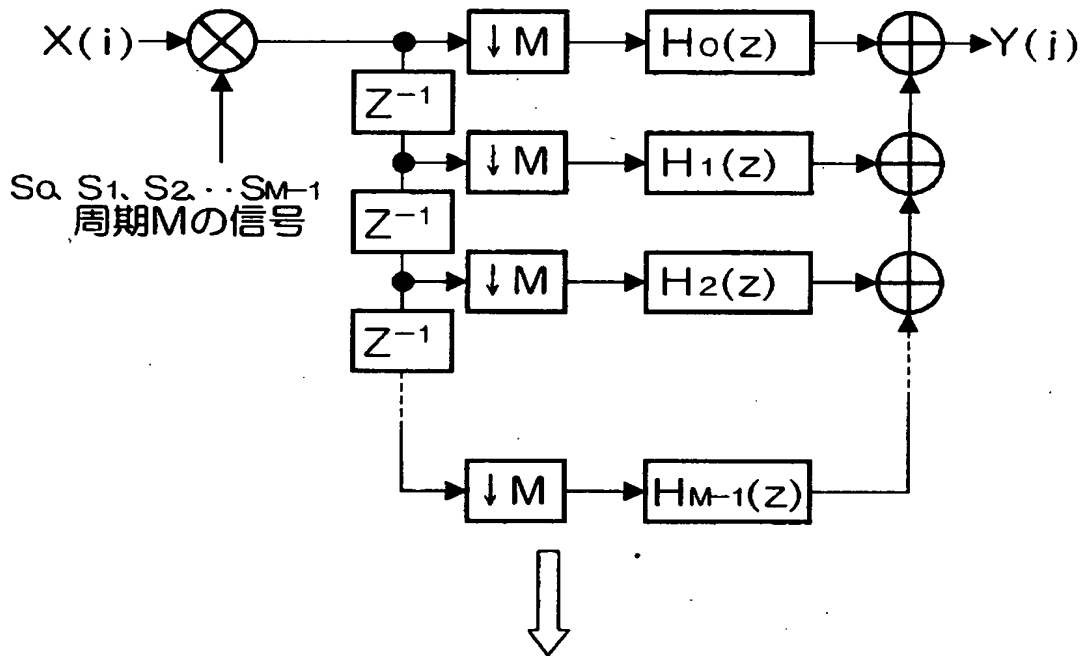 X(i) ↓M H0(z) Y(j)
Z−1
↓M H1(z)
S0、S1、S2、‥SM−1
周期Mの信号
Z−1
↓M H2(z)
Z−1
↓M HM−1(z)